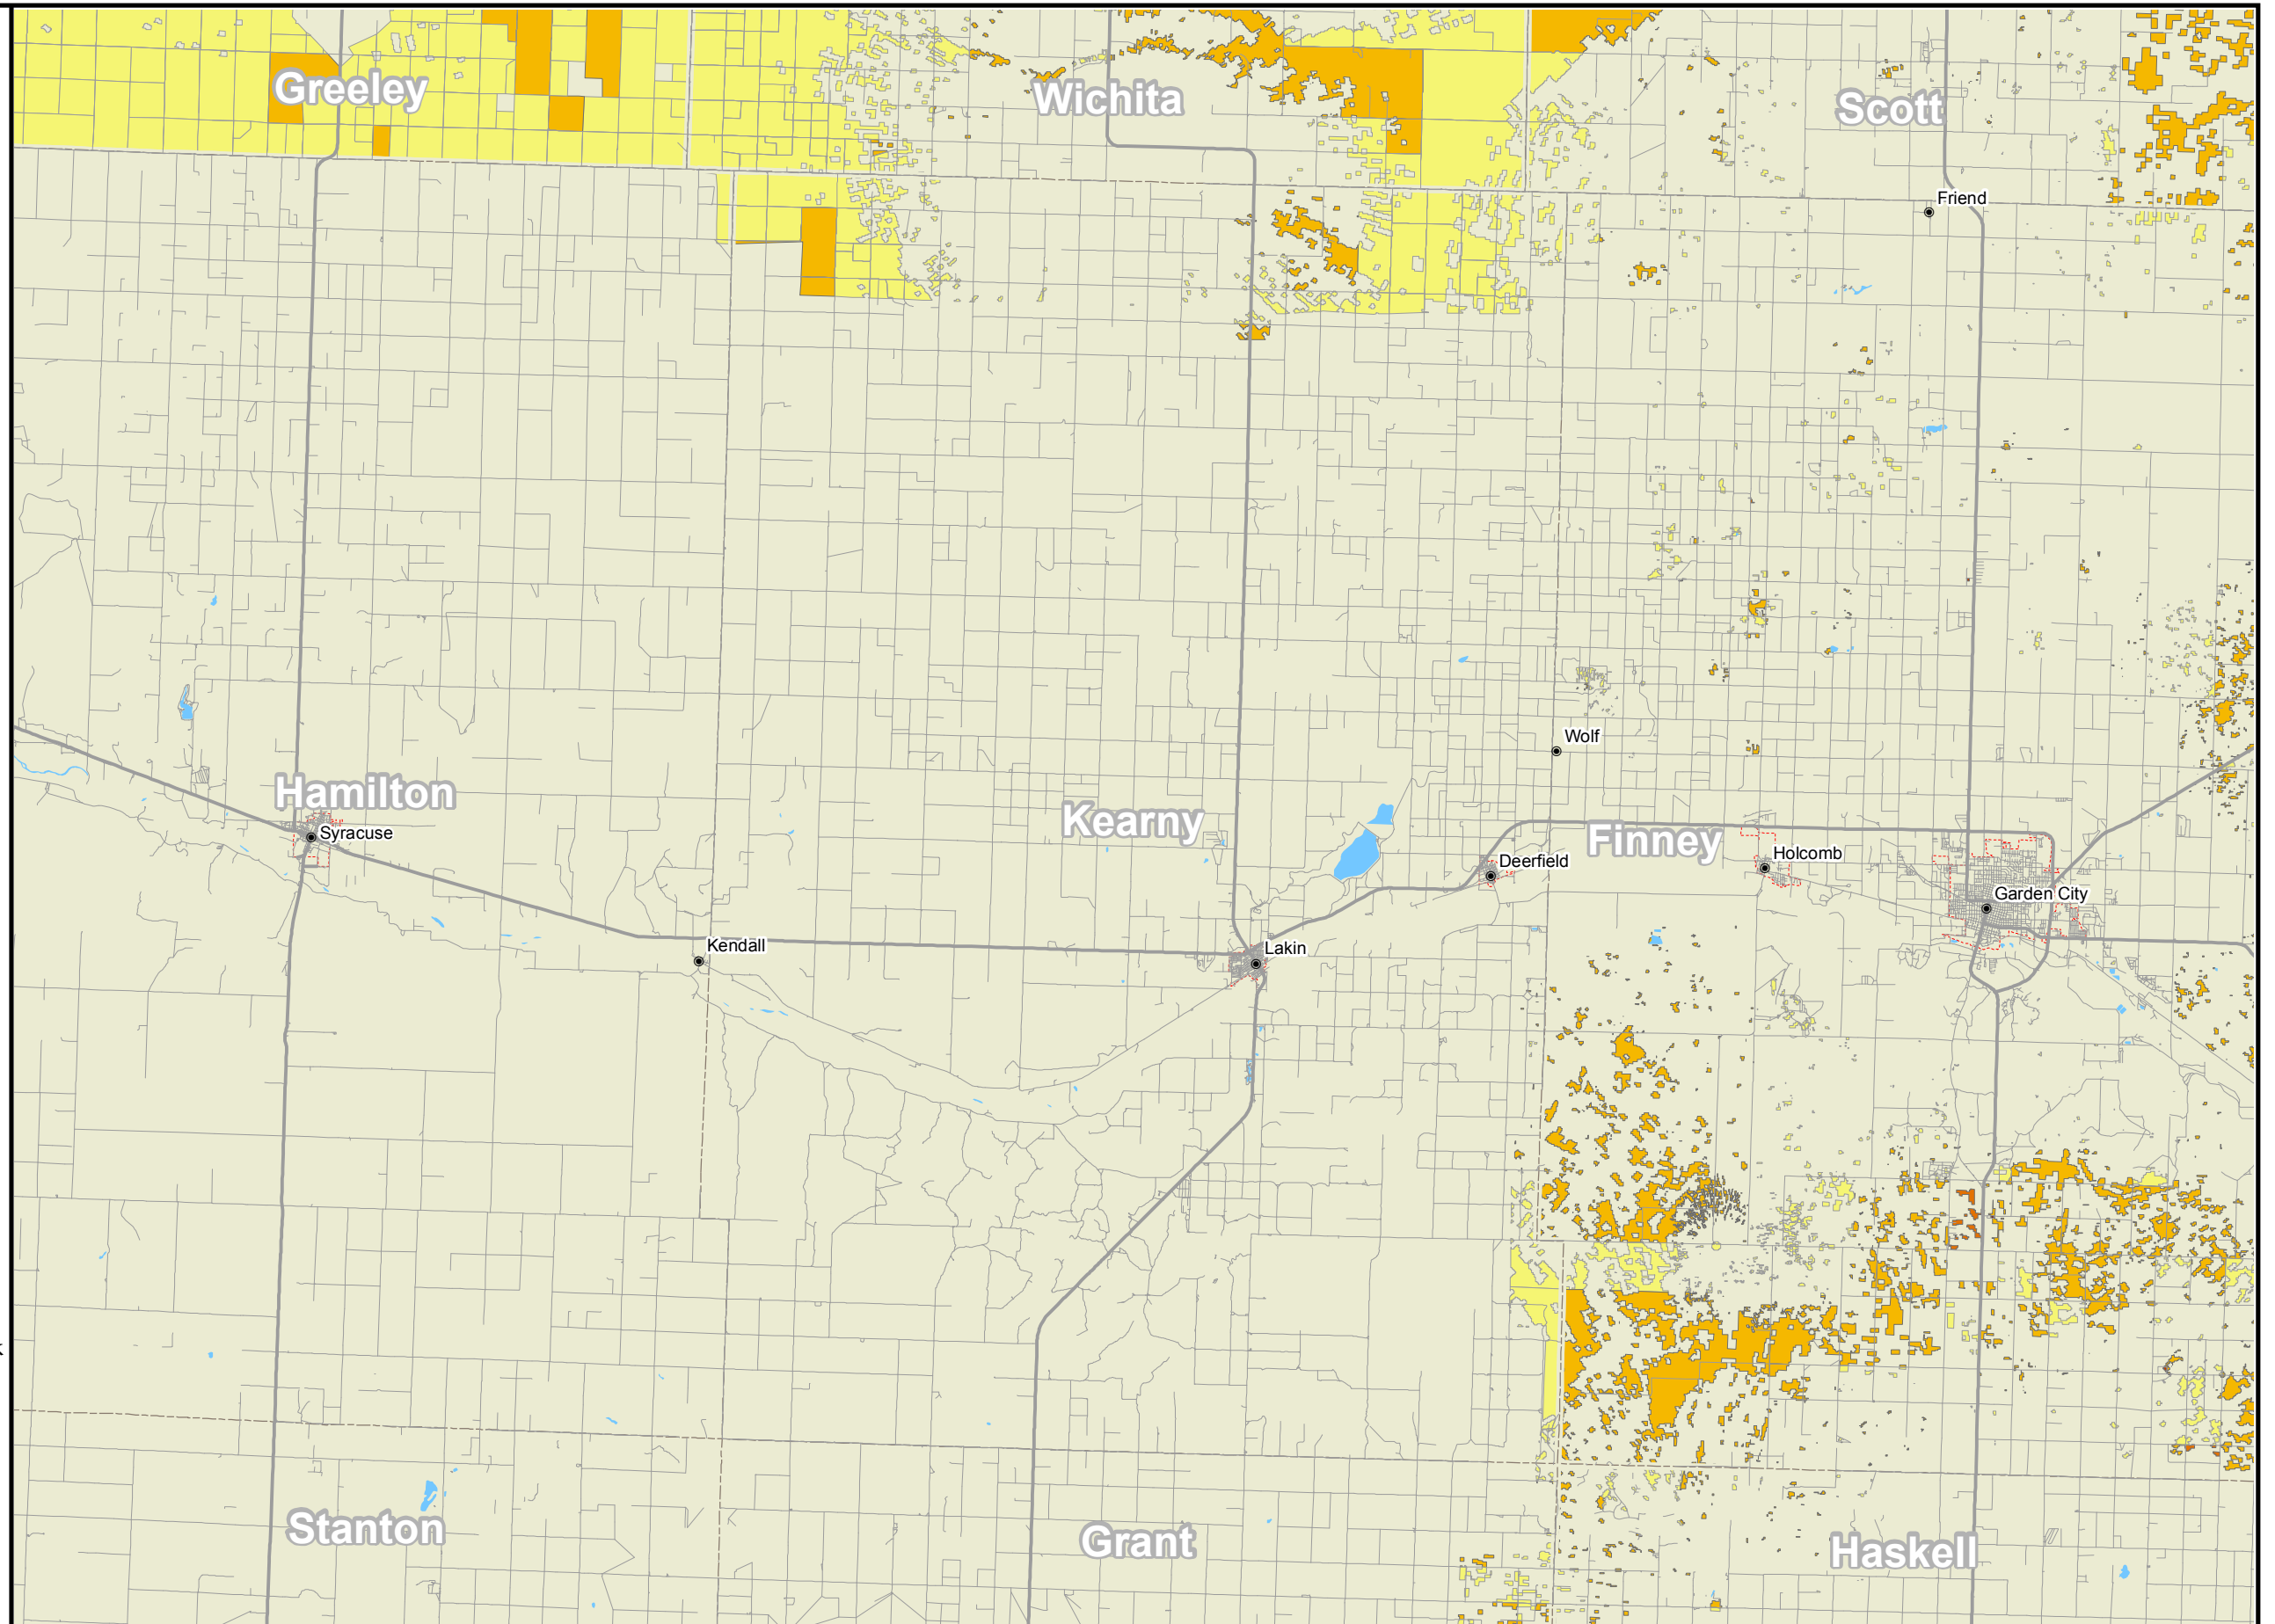 Greeley
Wichita
Scott
Friend
Wolf
Hamilton
Syracuse
Kearny
Finney
Deerfield
Holcomb
Garden City
Kendall
Lakin
Stanton
Grant
Haskell